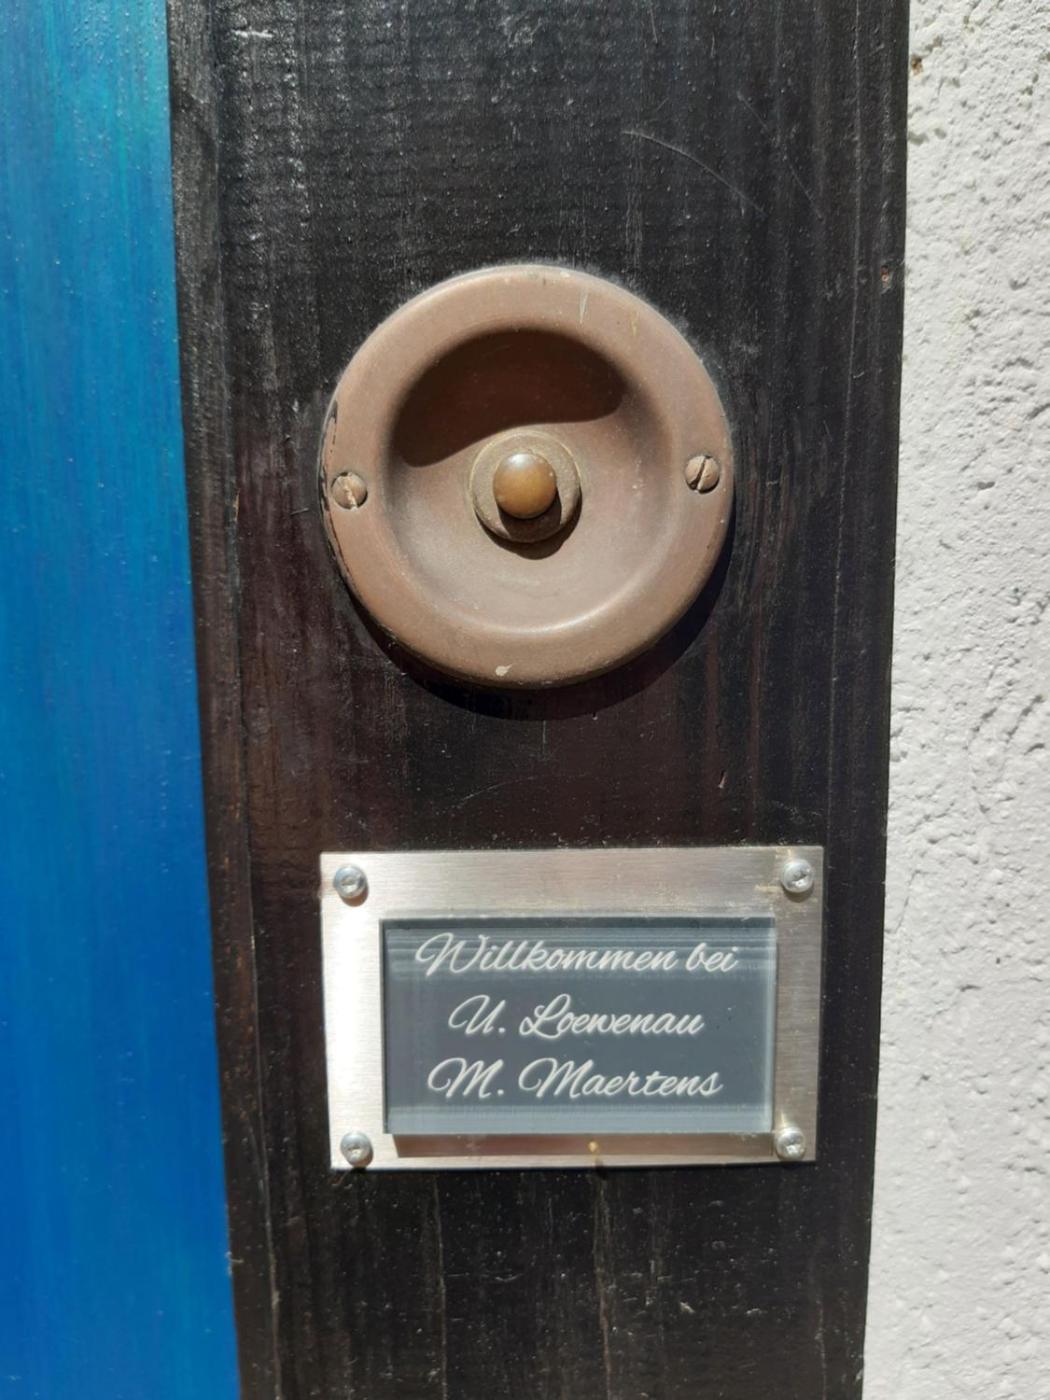 Willkommen bei
U. Loewenau
M. Maertens